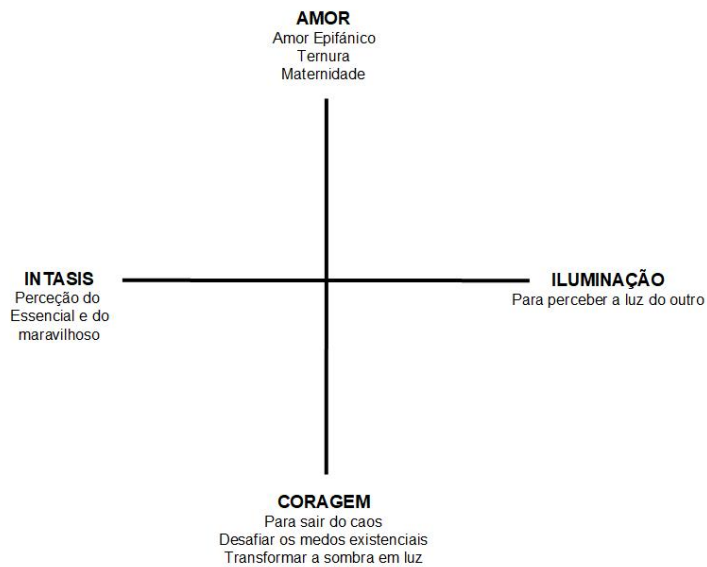 AMOR
Amor Epifánico
Ternura
Maternidade
INTASIS
Perceção do
Essencial e do
maravilhoso
ILUMINAÇÃO
Para perceber a luz do outro
CORAGEM
Para sair do caos
Desafiar os medos existenciais
Transformar a sombra em luz